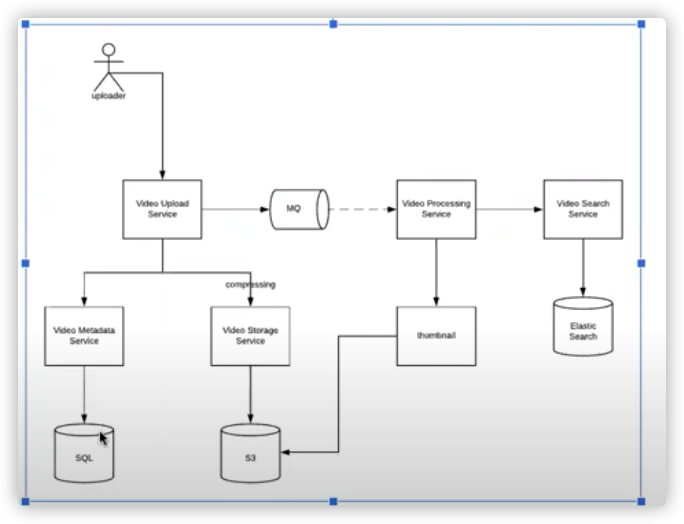 uploader
Video Upload
Service
MQ
Video Processing
Service
Video Search
Service
compressing
Video Metadata
Service
Video Storage
Service
thumbnail
Elastic
Search
SQL
S3